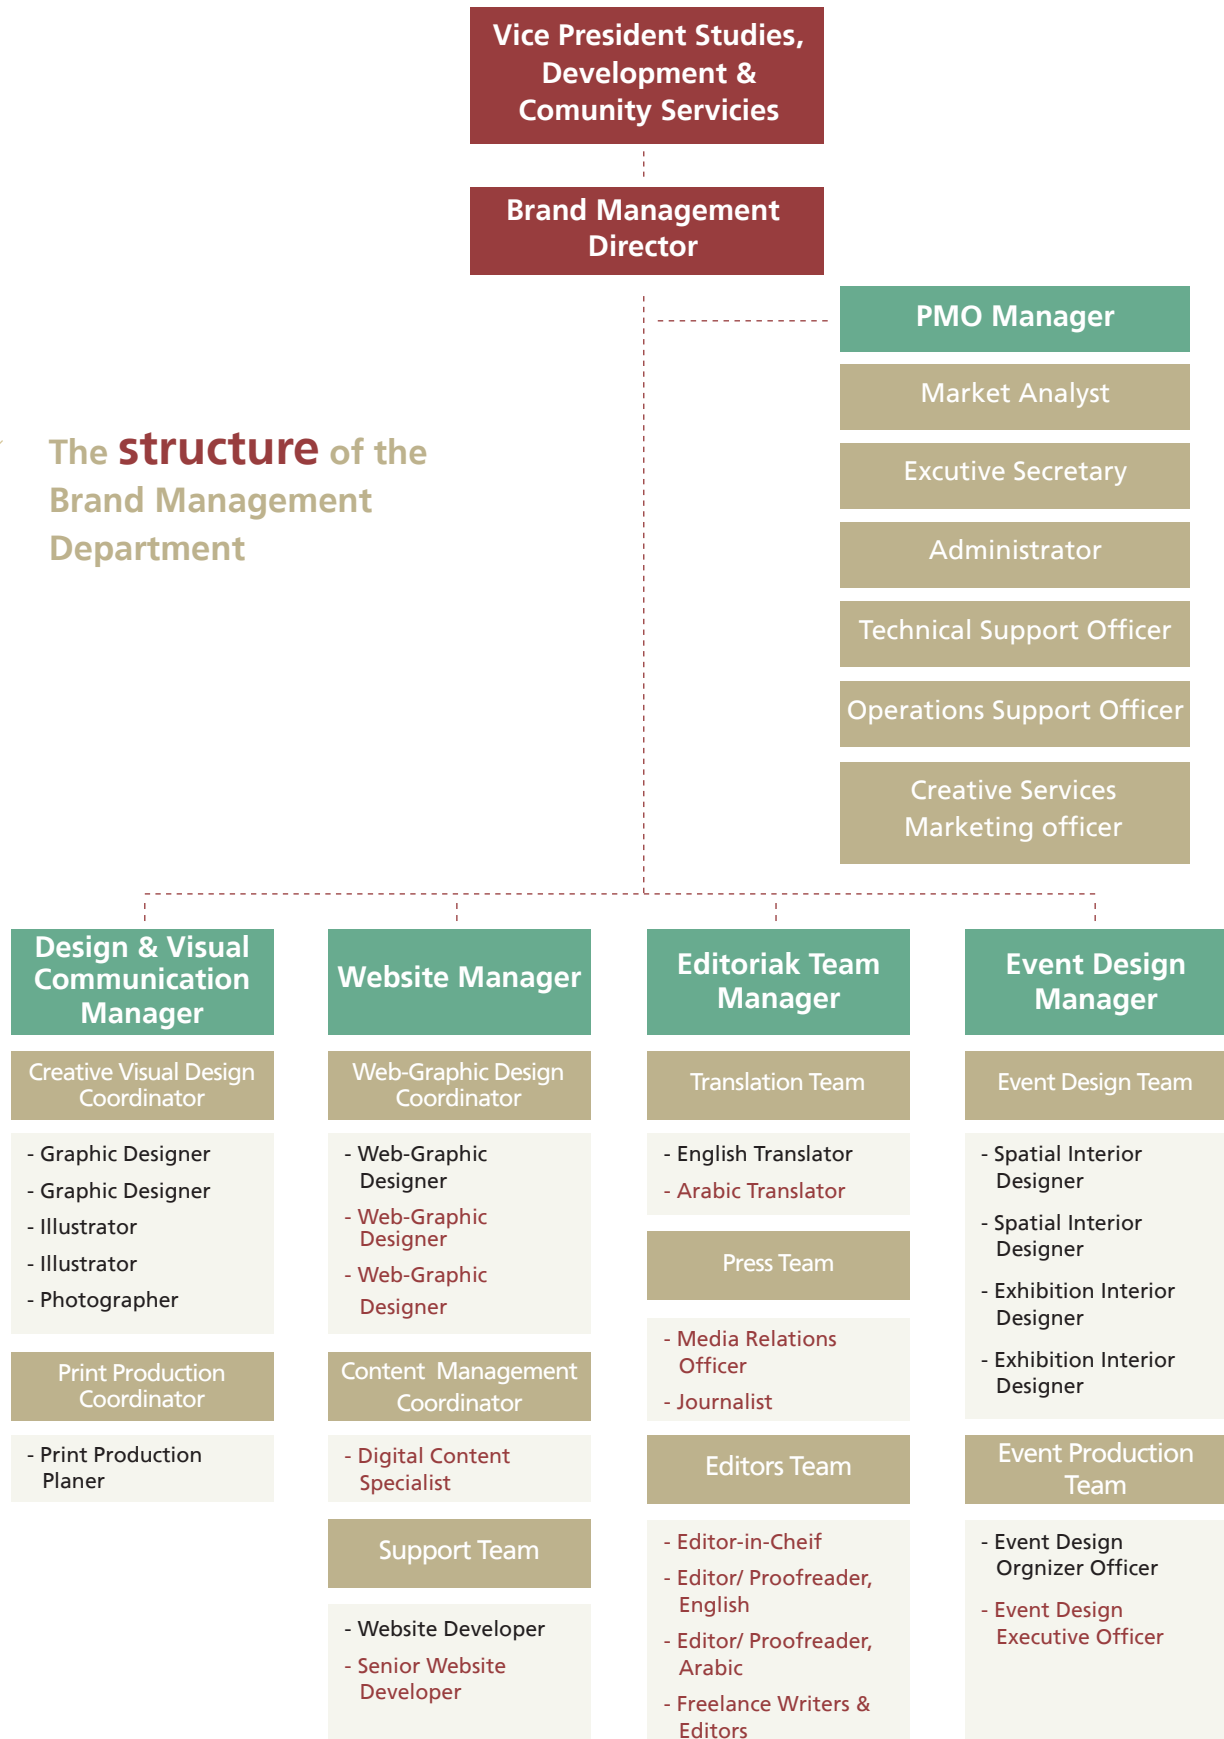 Vice President Studies,
Development &
Comunity Servicies
Brand Management
Director
PMO Manager
Market Analyst
Excutive Secretary
Administrator
Technical Support Officer
Operations Support Officer
Creative Services
Marketing officer
The structure of the
Brand Management
Department
Design & Visual
Communication
Manager
Creative Visual Design
Coordinator
- Graphic Designer
- Graphic Designer
- Illustrator
- Illustrator
- Photographer
Print Production
Coordinator
- Print Production
Planer
Website Manager
Web-Graphic Design
Coordinator
- Web-Graphic
Designer
- Web-Graphic
Designer
- Web-Graphic
Designer
Content Management
Coordinator
- Digital Content
Specialist
Support Team
- Website Developer
- Senior Website
Developer
Editoriak Team
Manager
Translation Team
- English Translator
- Arabic Translator
Press Team
- Media Relations
Officer
- Journalist
Editors Team
- Editor-in-Cheif
- Editor/ Proofreader,
English
- Editor/ Proofreader,
Arabic
- Freelance Writers &
Editors
Event Design
Manager
Event Design Team
- Spatial Interior
Designer
- Spatial Interior
Designer
- Exhibition Interior
Designer
- Exhibition Interior
Designer
Event Production
Team
- Event Design
Orgnizer Officer
- Event Design
Executive Officer